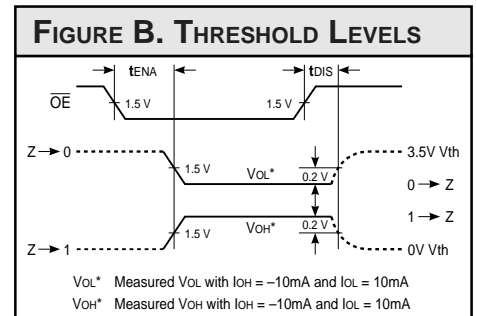 FIGURE B. THRESHOLD LEVELS
tENA tDIS
OE 1.5 V 1.5 V
Z 0 3.5V Vth
1.5 V VOL* 0.2 V
0 Z
1 Z
1.5 V VOH* 0.2 V
Z 1 0V Vth
VOL* Measured VOL with IOH = –10mA and IOL = 10mA
VOH* Measured VOH with IOH = –10mA and IOL = 10mA